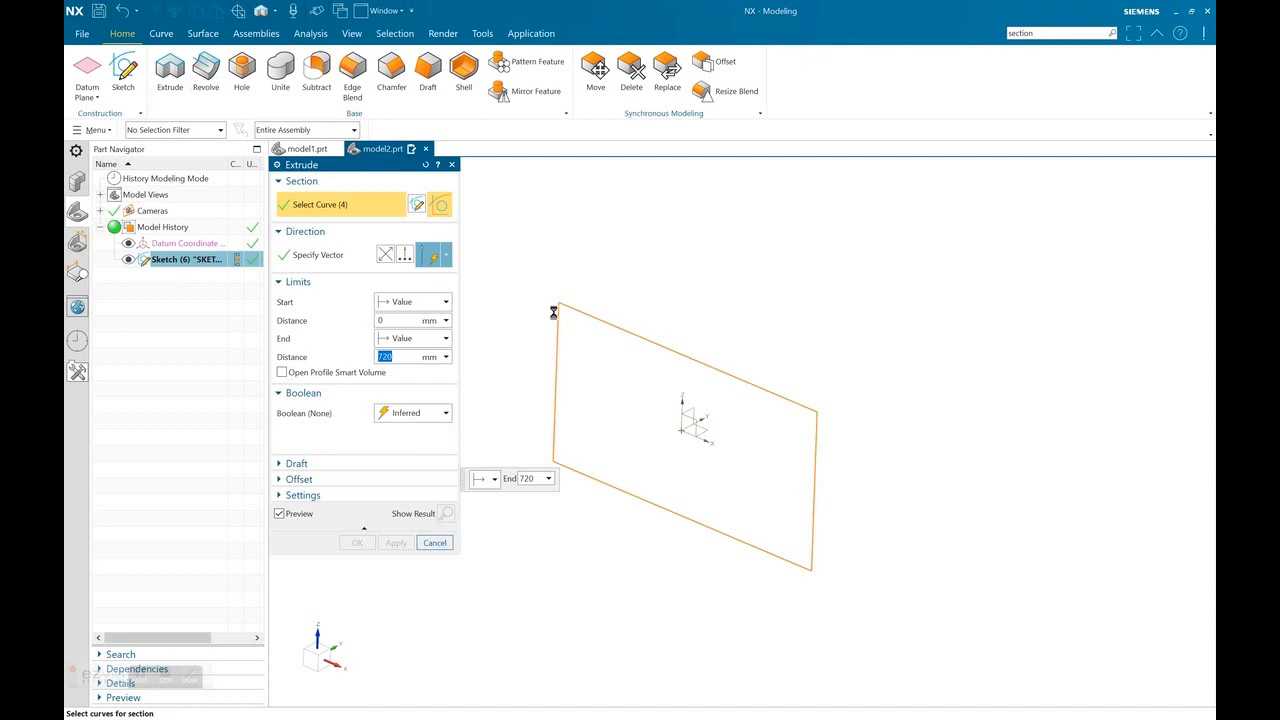 NX
Window
NX - Modeling
SIEMENS
File Home Curve Surface Assemblies Analysis View Selection Render Tools Application
section
Datum Plane
Sketch
Extrude
Revolve
Hole
Unite
Subtract
Edge Blend
Chamfer
Draft
Shell
Pattern Feature
Mirror Feature
Move
Delete
Replace
Offset
Resize Blend
Construction
Base
Synchronous Modeling
Menu
No Selection Filter
Entire Assembly
Part Navigator
model1.prt
model2.prt
Name
C...
U...
History Modeling Mode
Model Views
Cameras
Model History
Datum Coordinate ...
Sketch (6) "SKET...
Extrude
Section
Select Curve (4)
Direction
Specify Vector
Limits
Start Value
Distance 0 mm
End Value
Distance 720 mm
Open Profile Smart Volume
Boolean
Boolean (None) Inferred
Draft
Offset
Settings
Preview Show Result
OK Apply Cancel
End 720
Z
Y
X
Z
Y
X
Search
Dependencies
Details
Preview
Select curves for section